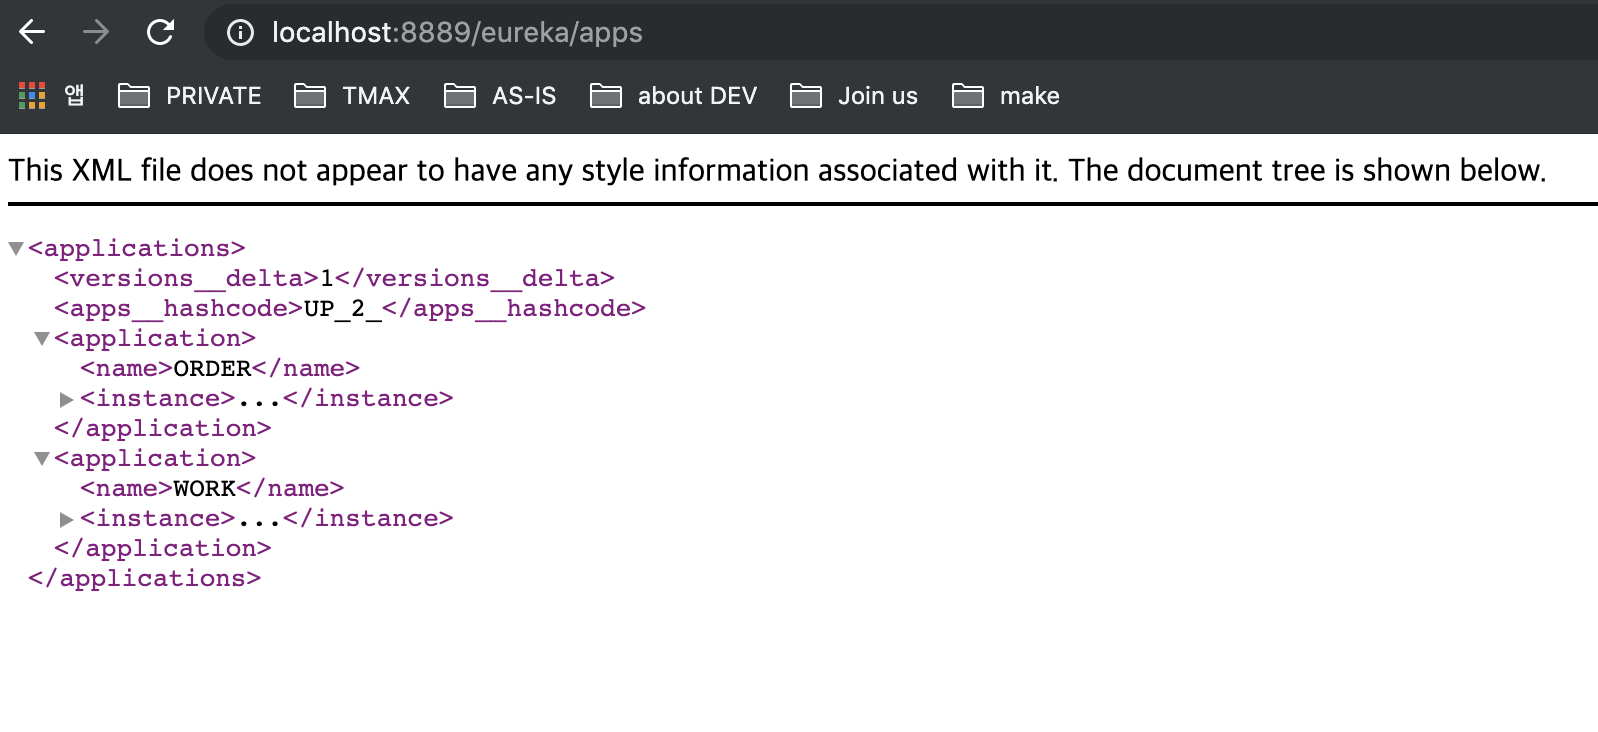 localhost:8889/eureka/apps
앱 PRIVATE TMAX AS-IS about DEV Join us make
This XML file does not appear to have any style information associated with it. The document tree is shown below.
<applications>
<versions__delta>1</versions__delta>
<apps__hashcode>UP_2_</apps__hashcode>
<application>
<name>ORDER</name>
<instance>...</instance>
</application>
<application>
<name>WORK</name>
<instance>...</instance>
</application>
</applications>